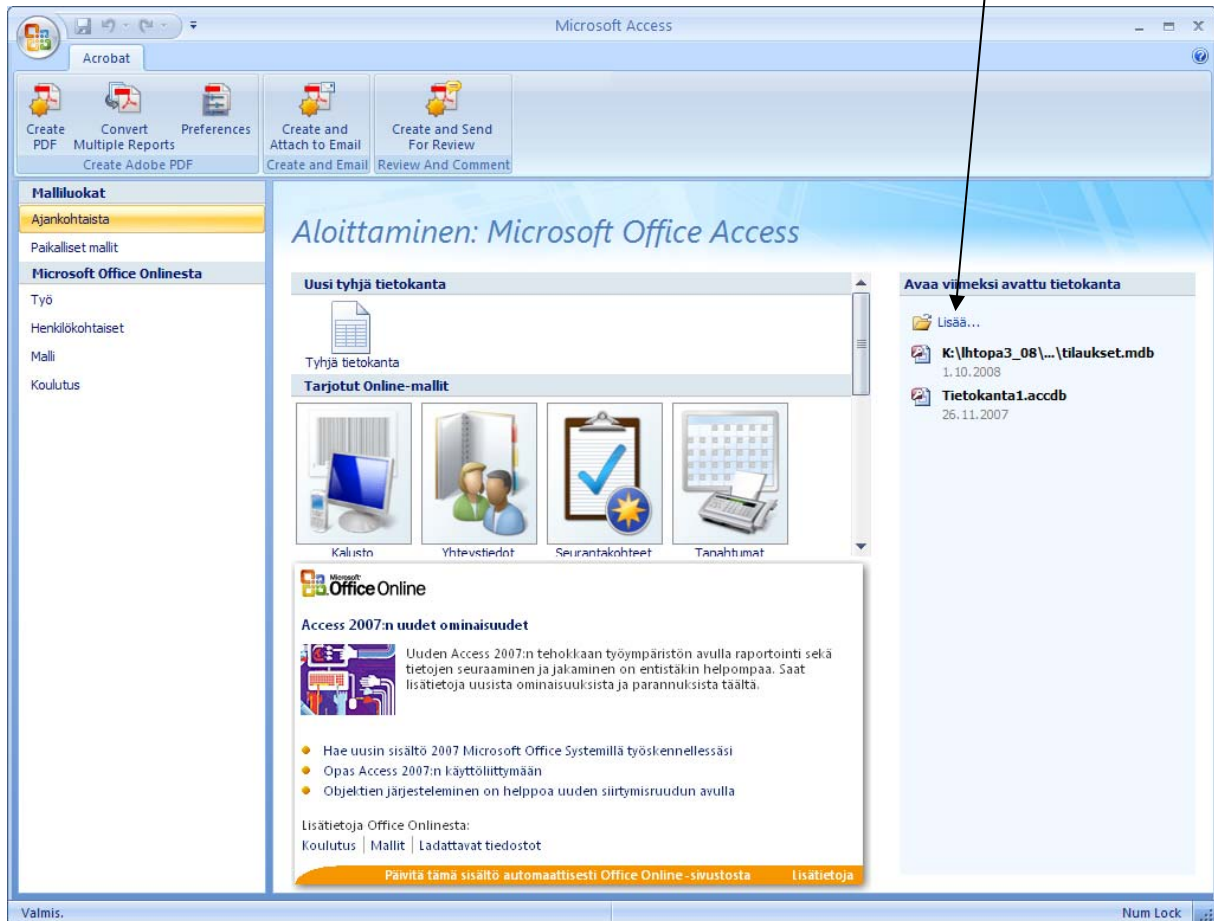 Microsoft Access
Acrobat
Create PDF
Convert Multiple Reports
Preferences
Create and Attach to Email
Create and Send For Review
Create Adobe PDF
Create and Email
Review And Comment
Malliluokat
Ajankohtaista
Paikalliset mallit
Microsoft Office Onlinesta
Työ
Henkilökohtaiset
Malli
Koulutus
Aloittaminen: Microsoft Office Access
Uusi tyhjä tietokanta
Tyhjä tietokanta
Tarjotut Online-mallit
Kalusto
Yhteystiedot
Seurantakohteet
Tapahtumat
Microsoft
Office Online
Access 2007:n uudet ominaisuudet
Uuden Access 2007:n tehokkaan työympäristön avulla raportointi sekä
tietojen seuraaminen ja jakaminen on entistäkin helpompaa. Saat
lisätietoja uusista ominaisuuksista ja parannuksista täältä.
Hae uusin sisältö 2007 Microsoft Office Systemillä työskennellessäsi
Opas Access 2007:n käyttöliittymään
Objektien järjesteleminen on helppoa uuden siirtymisruudun avulla
Lisätietoja Office Onlinesta:
Koulutus | Mallit | Ladattavat tiedostot
Päivitä tämä sisältö automaattisesti Office Online -sivustosta
Lisätietoja
Avaa viimeksi avattu tietokanta
Lisää...
K:\lhtopa3_08\...\tilaukset.mdb
1.10.2008
Tietokanta1.accdb
26.11.2007
Valmis.
Num Lock